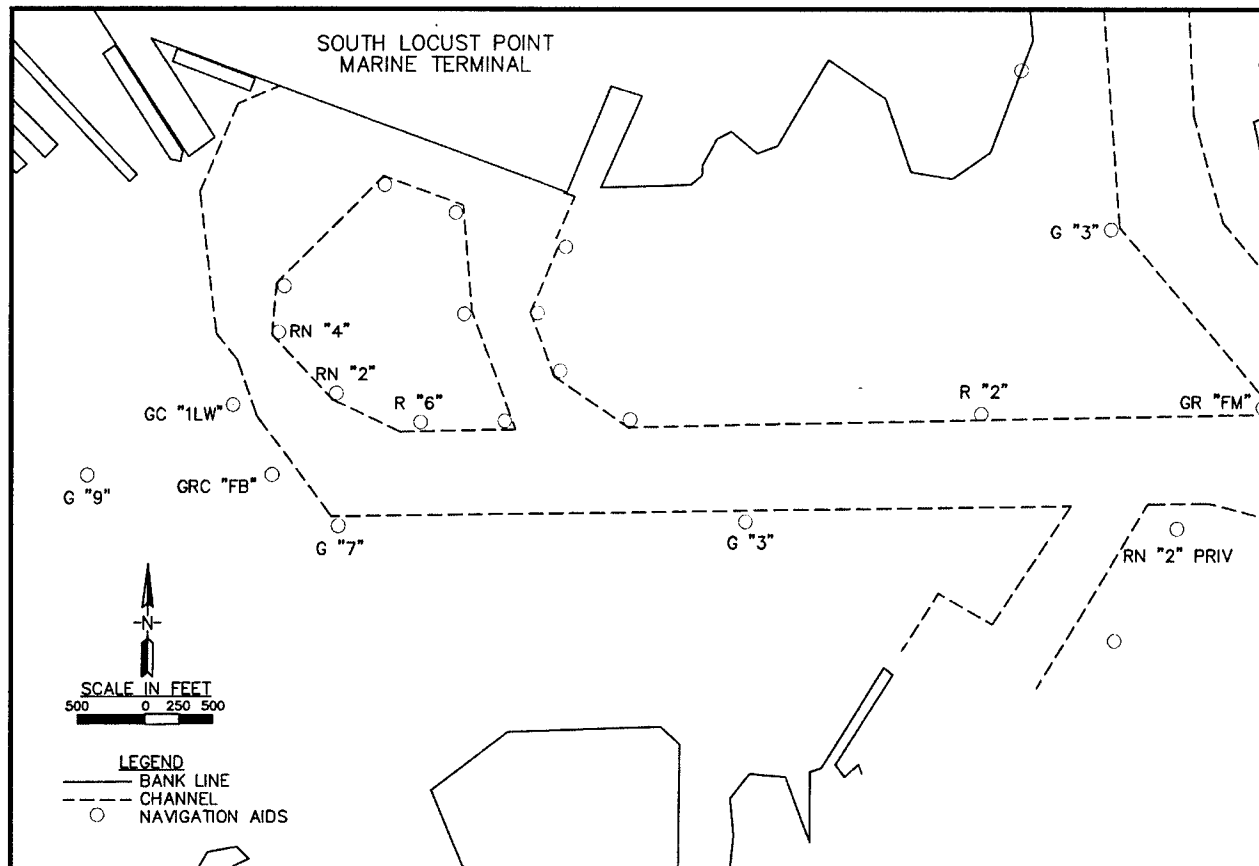 SOUTH LOCUST POINT
MARINE TERMINAL
G "3"
RN "4"
RN "2"
R "6"
R "2"
GR "FM"
GC "1LW"
GRC "FB"
G "9"
G "7"
G "3"
RN "2" PRIV
N
SCALE IN FEET
500 0 250 500
LEGEND
BANK LINE
CHANNEL
NAVIGATION AIDS